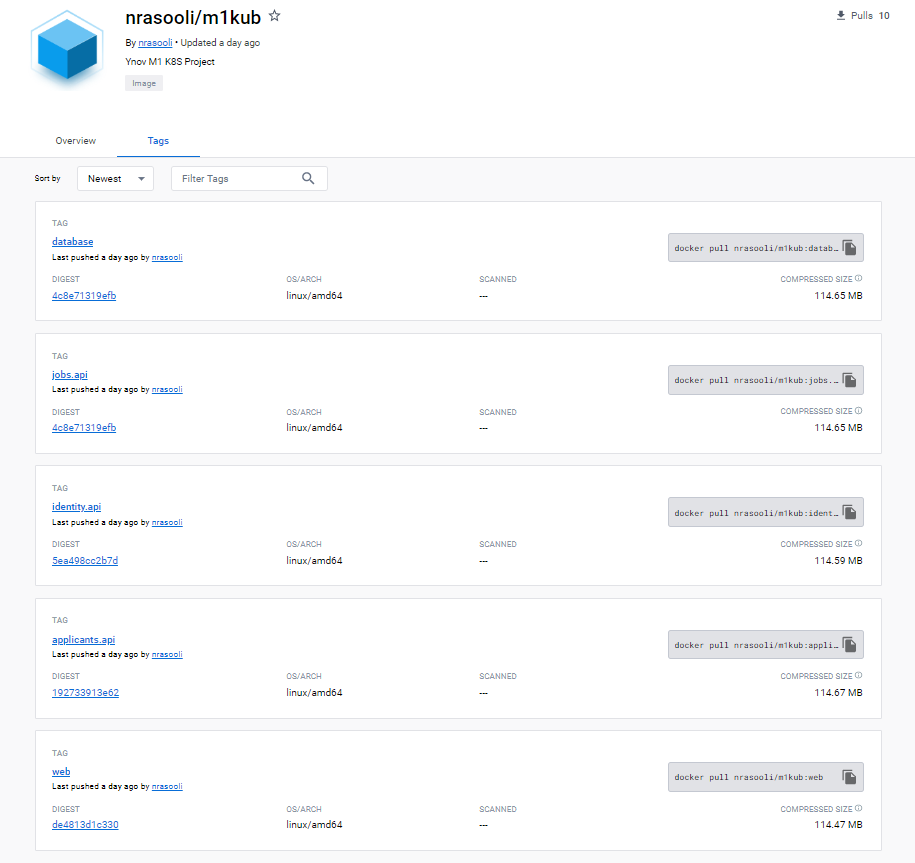 nrasooli/m1kub
Pulls 10
By nrasooli • Updated a day ago
Ynov M1 K8S Project
Image
Overview Tags
Sort by Newest Filter Tags
TAG
database
Last pushed a day ago by nrasooli
docker pull nrasooli/m1kub:datab…
DIGEST OS/ARCH SCANNED COMPRESSED SIZE
4c8e71319efb linux/amd64 --- 114.65 MB
TAG
jobs.api
Last pushed a day ago by nrasooli
docker pull nrasooli/m1kub:jobs.…
DIGEST OS/ARCH SCANNED COMPRESSED SIZE
4c8e71319efb linux/amd64 --- 114.65 MB
TAG
identity.api
Last pushed a day ago by nrasooli
docker pull nrasooli/m1kub:ident…
DIGEST OS/ARCH SCANNED COMPRESSED SIZE
5ea498cc2b7d linux/amd64 --- 114.59 MB
TAG
applicants.api
Last pushed a day ago by nrasooli
docker pull nrasooli/m1kub:appli…
DIGEST OS/ARCH SCANNED COMPRESSED SIZE
192733913e62 linux/amd64 --- 114.67 MB
TAG
web
Last pushed a day ago by nrasooli
docker pull nrasooli/m1kub:web
DIGEST OS/ARCH SCANNED COMPRESSED SIZE
de4813d1c330 linux/amd64 --- 114.47 MB